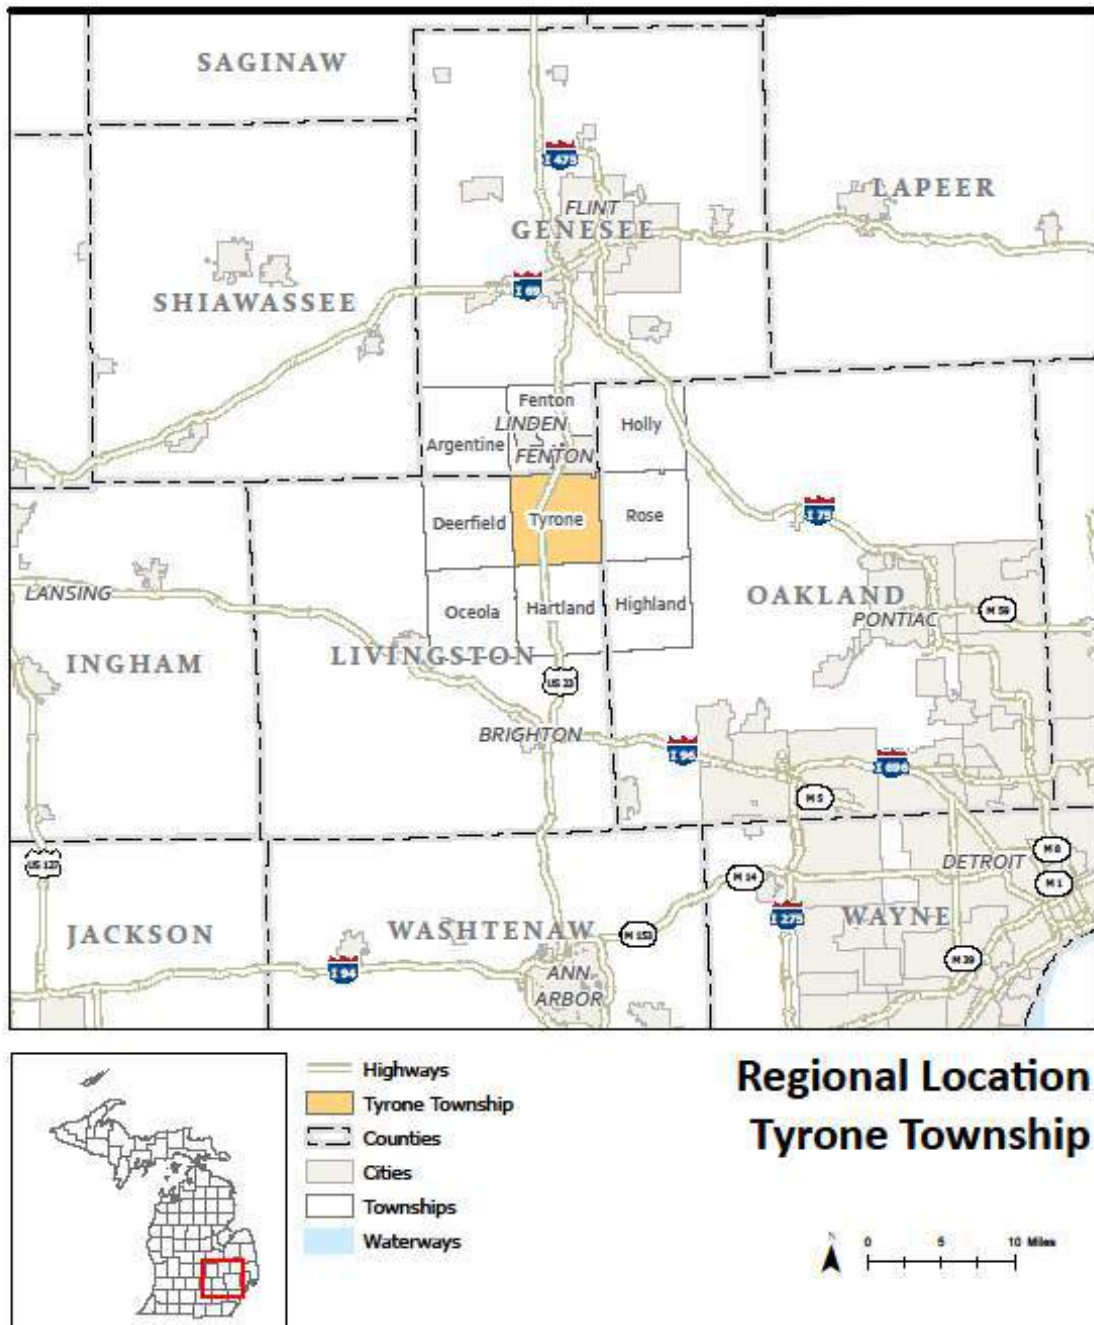 SAGINAW
I 475
LAPEER
FLINT
GENESEE
I 69
SHIAWASSEE
Fenton
LINDEN
Holly
Argentine
FENTON
I 75
Deerfield
Tyrone
Rose
LANSING
Oceola
Hartland
Highland
OAKLAND
M 59
PONTIAC
INGHAM
LIVINGSTON
US 23
BRIGHTON
I 96
I 696
M 5
US 127
DETROIT
M 8
M 14
M 1
JACKSON
WASHTENAW
M 153
I 275
WAYNE
M 39
I 94
ANN
ARBOR
Highways
Tyrone Township
Counties
Cities
Townships
Waterways
Regional Location
Tyrone Township
N
0 5 10 Miles